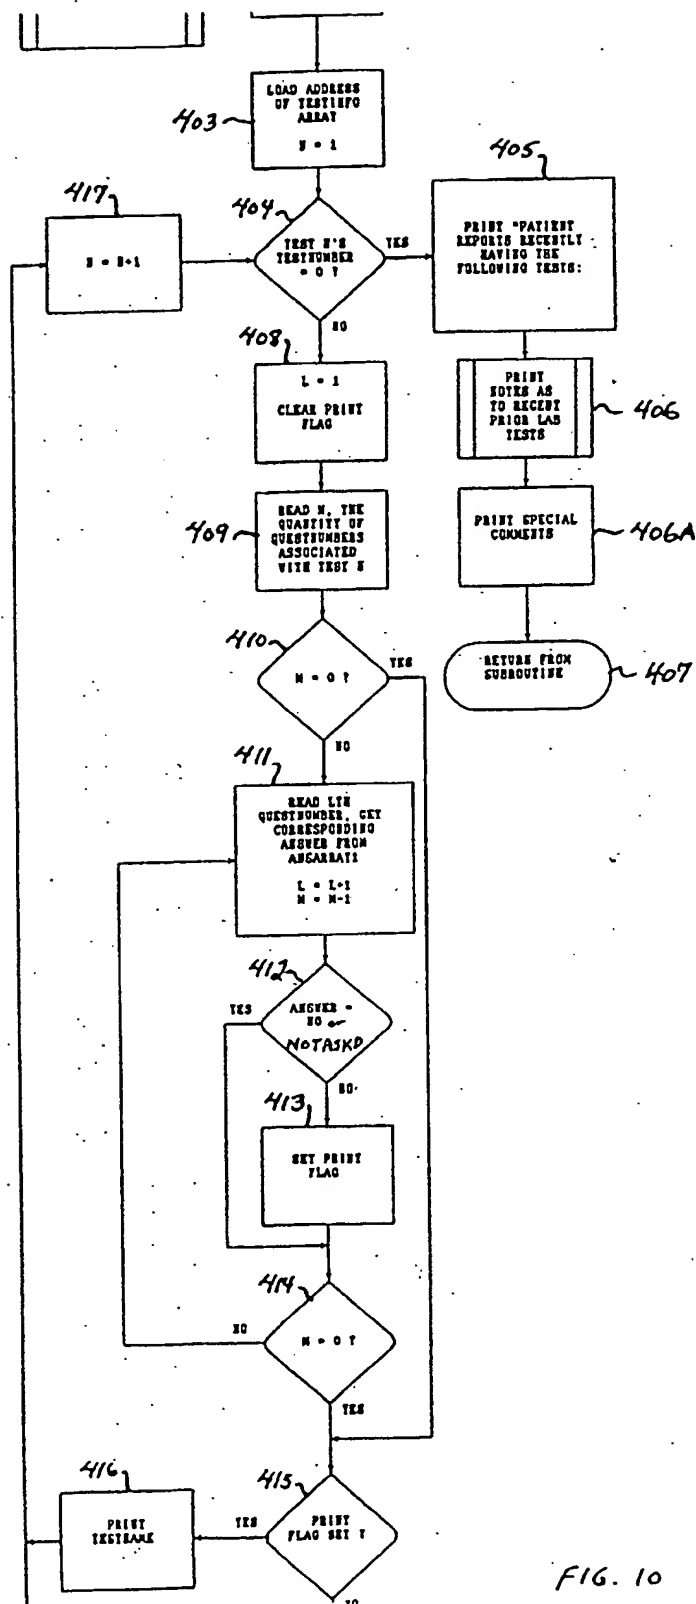 LOAD ADDRESS
OF TESTINFO
ARRAY
N = 1
403
417
N = N+1
404
TEST N'S
TESTNUMBER
= 0 ?
YES
NO
405
PRINT "PATIENT
REPORTS RECENTLY
HAVING THE
FOLLOWING TESTS:
408
L = 1
CLEAR PRINT
FLAG
PRINT
NOTES AS
TO RECENT
PRIOR LAB
TESTS
406
409
READ M, THE
QUANTITY OF
QUESTNUMBERS
ASSOCIATED
WITH TEST N
PRINT SPECIAL
COMMENTS
406A
410
M = 0 ?
YES
NO
RETURN FROM
SUBROUTINE
407
411
READ LTH
QUESTNUMBER, GET
CORRESPONDING
ANSWER FROM
ANSARRAY1
L = L+1
M = M-1
412
YES
ANSWER =
NO or
NOTASKD
NO
413
SET PRINT
FLAG
414
NO
M = 0 ?
YES
416
PRINT
TESTNAME
415
YES
PRINT
FLAG SET ?
NO
FIG. 10